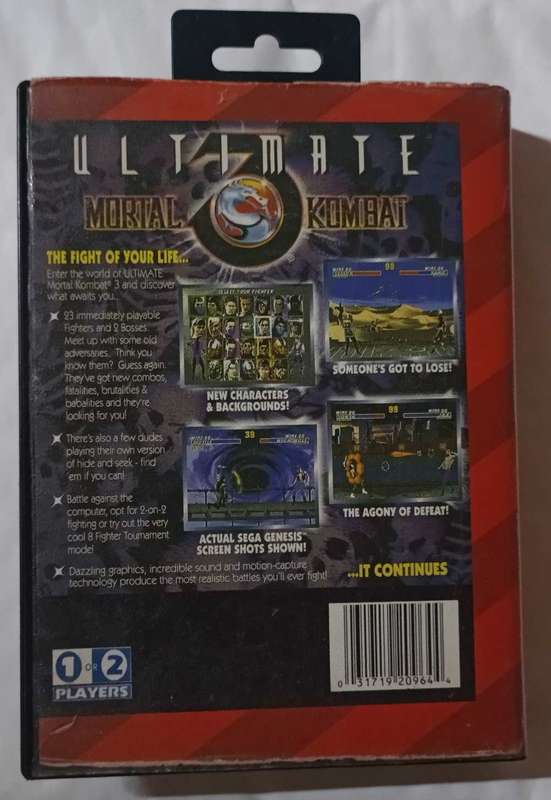 ULTIMATE
MORTAL KOMBAT
3
THE FIGHT OF YOUR LIFE...
Enter the world of ULTIMATE
Mortal Kombat® 3 and discover
what awaits you...
23 immediately playable
Fighters and 2 Bosses.
Meet up with some old
adversaries. Think you
know them? Guess again.
They've got new combos,
fatalities, brutalities &
babalities and they're
looking for you!
There's also a few dudes
playing their own version
of hide and seek - find
'em if you can!
Battle against the
computer, opt for 2-on-2
fighting or try out the very
cool 8 Fighter Tournament
mode!
Dazzling graphics, incredible sound and motion-capture
technology produce the most realistic battles you'll ever fight!
SELECT YOUR FIGHTER
NEW CHARACTERS
& BACKGROUNDS!
98
SOMEONE'S GOT TO LOSE!
39
ACTUAL SEGA GENESIS
SCREEN SHOTS SHOWN!
98
THE AGONY OF DEFEAT!
...IT CONTINUES
1 OR 2
PLAYERS
0 31719 20964 4